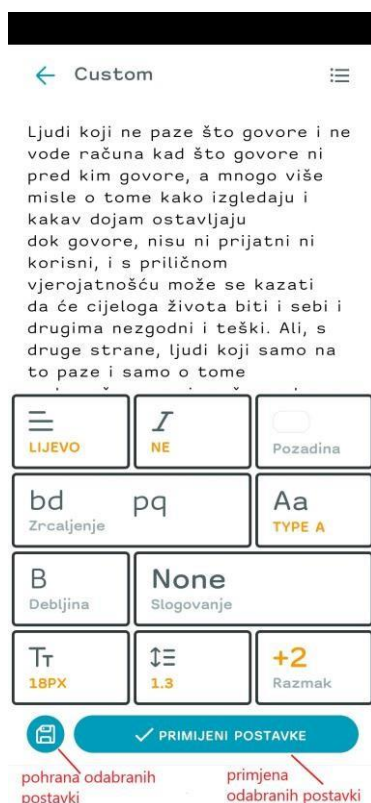 Custom
Ljudi koji ne paze što govore i ne
vode računa kad što govore ni
pred kim govore, a mnogo više
misle o tome kako izgledaju i
kakav dojam ostavljaju
dok govore, nisu ni prijatni ni
korisni, i s priličnom
vjerojatnošću može se kazati
da će cijeloga života biti i sebi i
drugima nezgodni i teški. Ali, s
druge strane, ljudi koji samo na
to paze i samo o tome
LIJEVO
I
NE
Pozadina
bd pq
Zrcaljenje
Aa
TYPE A
B
Debljina
None
Slogovanje
TT
18PX
1.3
+2
Razmak
PRIMIJENI POSTAVKE
pohrana odabranih
postavki
primjena
odabranih postavki